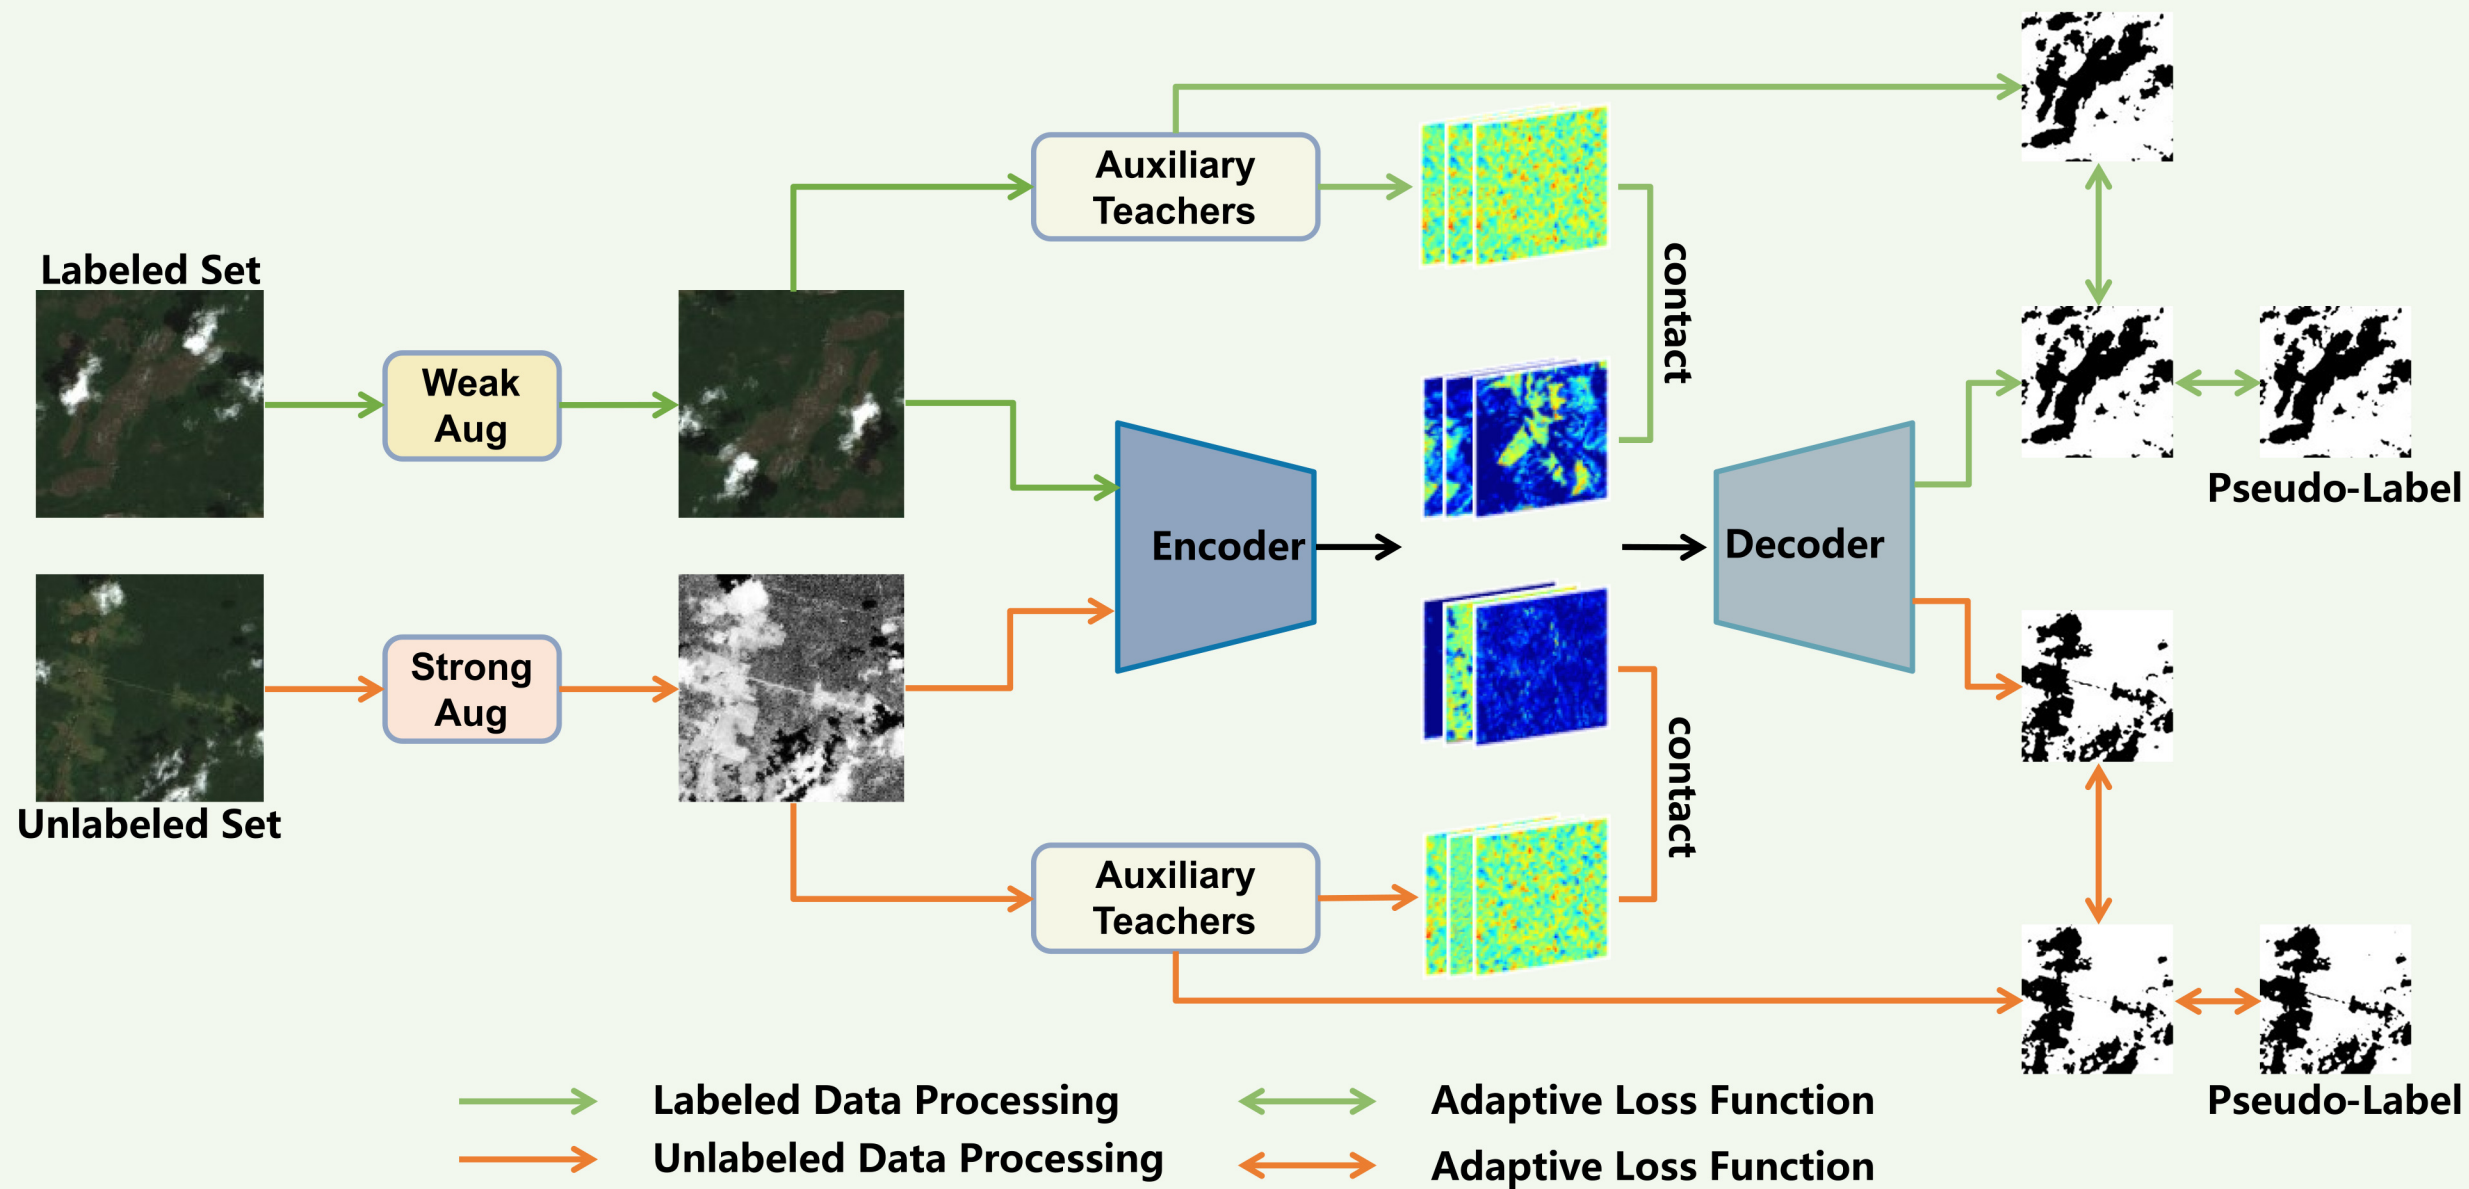 Auxiliary
Teachers
contact
Labeled Set
Weak
Aug
Pseudo-Label
Encoder
Decoder
Strong
Aug
contact
Unlabeled Set
Auxiliary
Teachers
Labeled Data Processing
Adaptive Loss Function
Pseudo-Label
Unlabeled Data Processing
Adaptive Loss Function